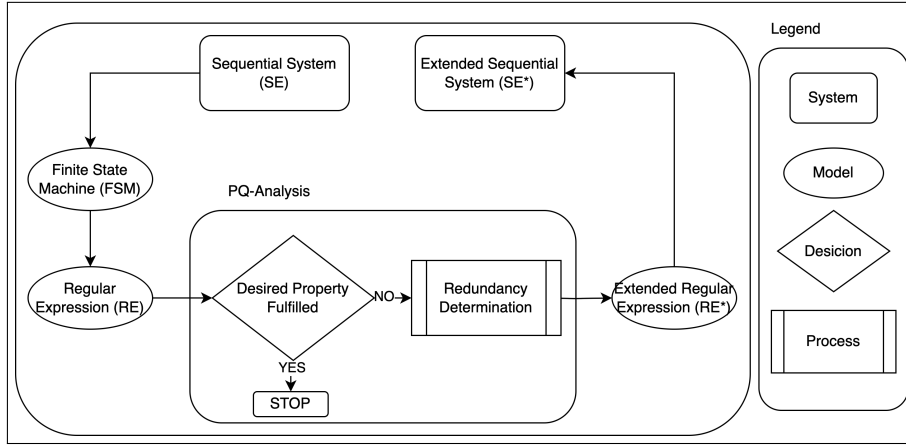 Sequential System
(SE)
Extended Sequential
System (SE*)
Finite State
Machine (FSM)
PQ-Analysis
Regular
Expression (RE)
Desired Property
Fulfilled
NO
Redundancy
Determination
Extended Regular
Expression (RE*)
YES
STOP
Legend
System
Model
Desicion
Process